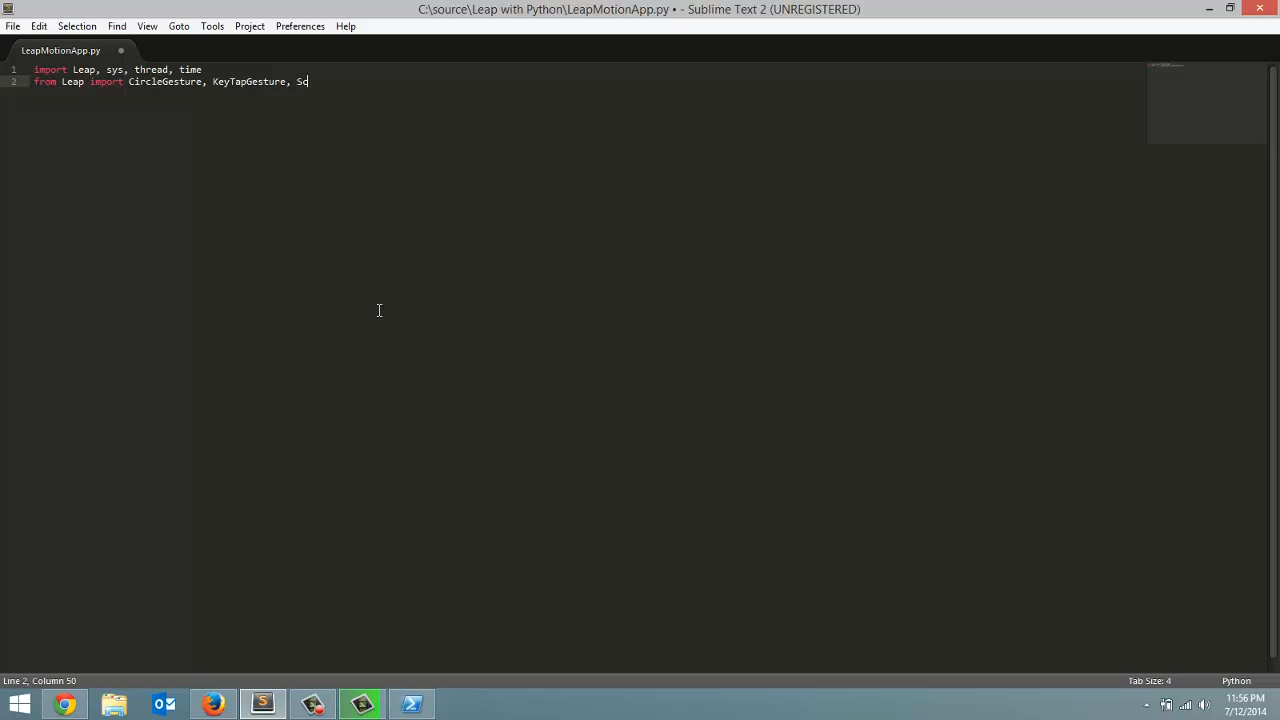 C:\source\Leap with Python\LeapMotionApp.py • - Sublime Text 2 (UNREGISTERED)
File Edit Selection Find View Goto Tools Project Preferences Help
LeapMotionApp.py
1 import Leap, sys, thread, time
2 from Leap import CircleGesture, KeyTapGesture, Sc
Line 2, Column 50 Tab Size: 4 Python
11:56 PM
7/12/2014